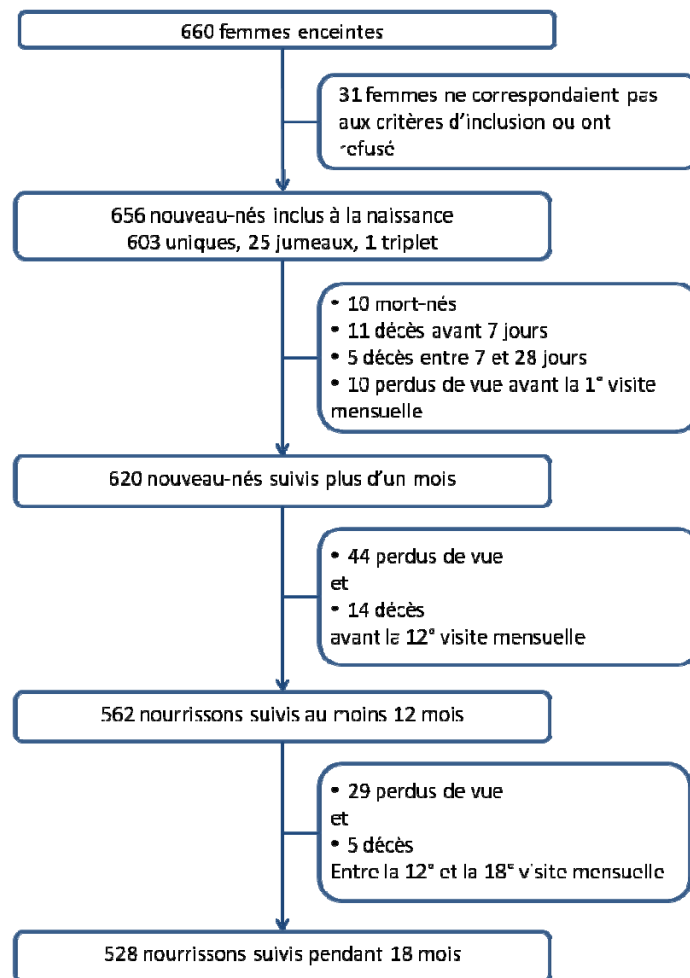 660 femmes enceintes
31 femmes ne correspondaient pas
aux critères d'inclusion ou ont
refusé
656 nouveau-nés inclus à la naissance
603 uniques, 25 jumeaux, 1 triplet
• 10 mort-nés
• 11 décès avant 7 jours
• 5 décès entre 7 et 28 jours
• 10 perdus de vue avant la 1e visite
mensuelle
620 nouveau-nés suivis plus d'un mois
• 44 perdus de vue
et
• 14 décès
avant la 12e visite mensuelle
562 nourrissons suivis au moins 12 mois
• 29 perdus de vue
et
• 5 décès
Entre la 12e et la 18e visite mensuelle
528 nourrissons suivis pendant 18 mois